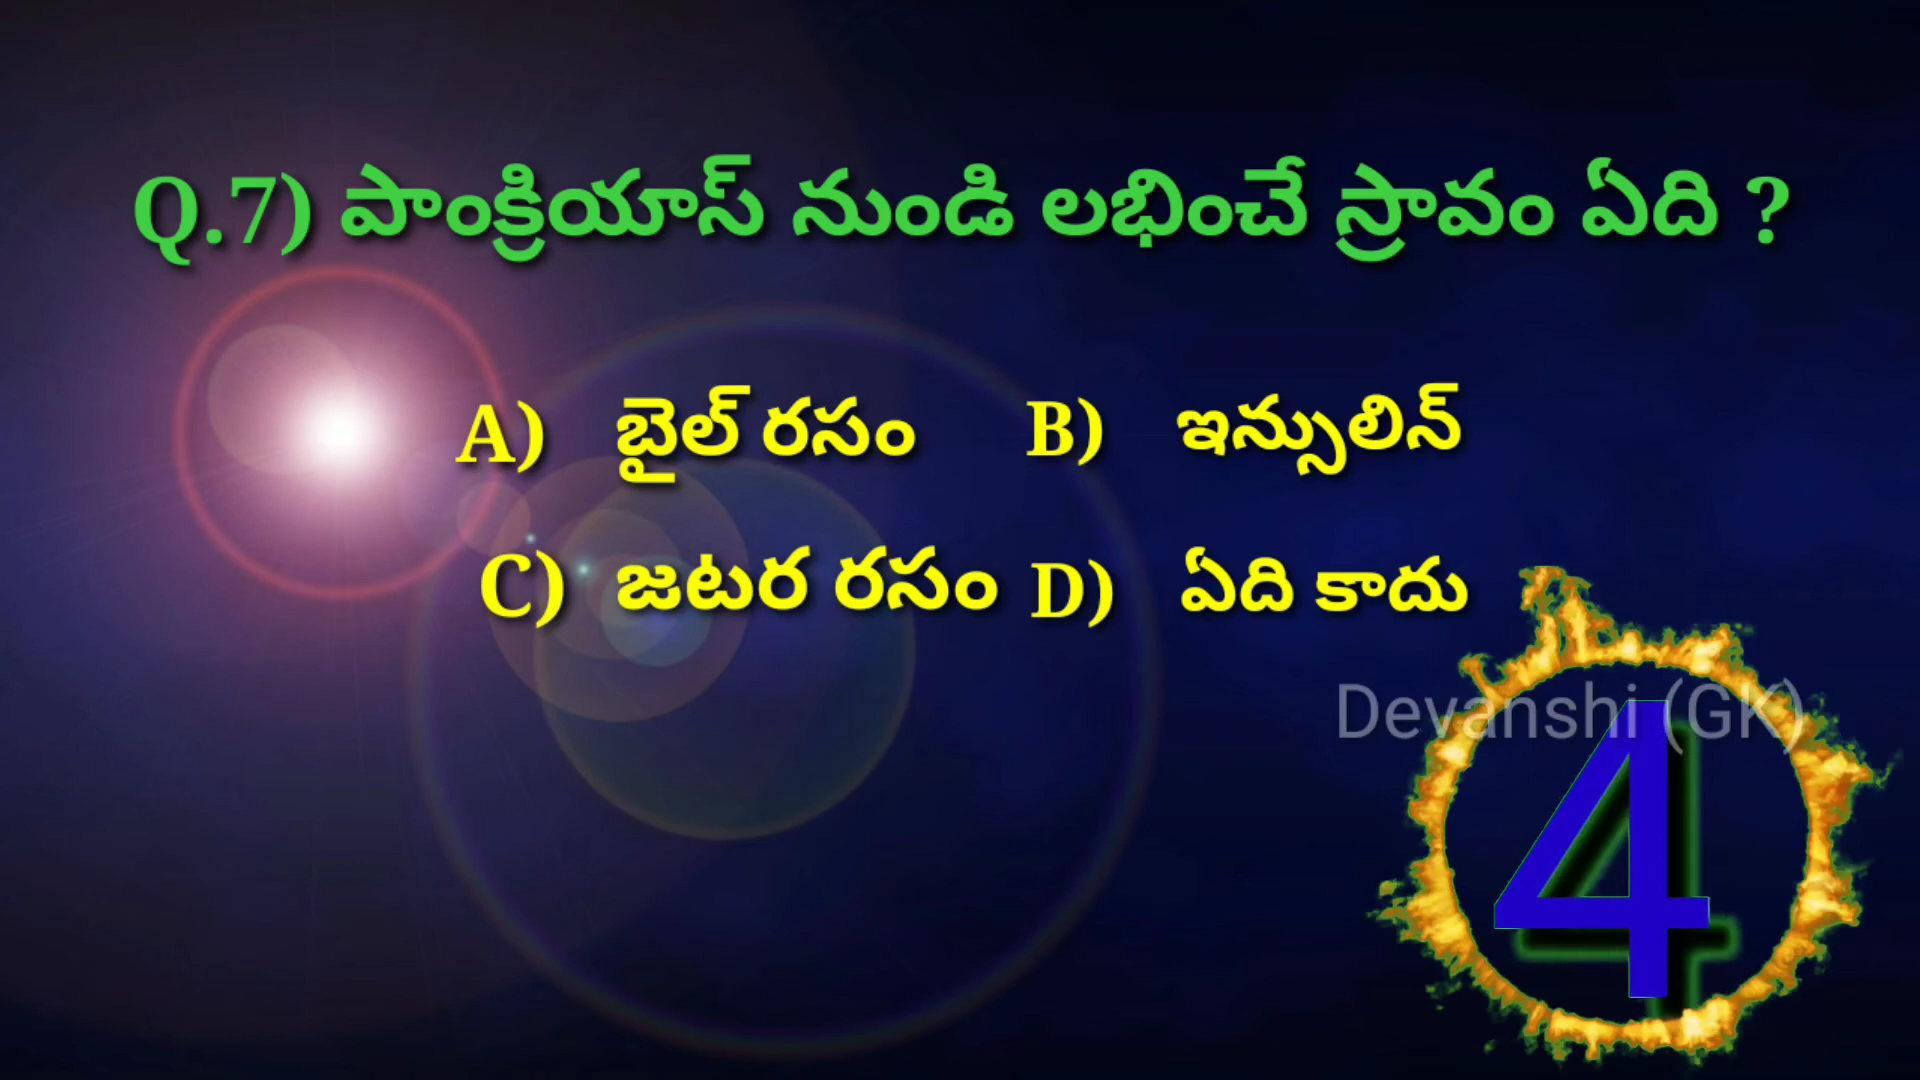 Q.7) పాంక్రియాస్ నుండి లభించే స్రావం ఏది ?
A) బైల్ రసం B) ఇన్సులిన్
C) జటర రసం D) ఏది కాదు
Devanshi (GK)
4